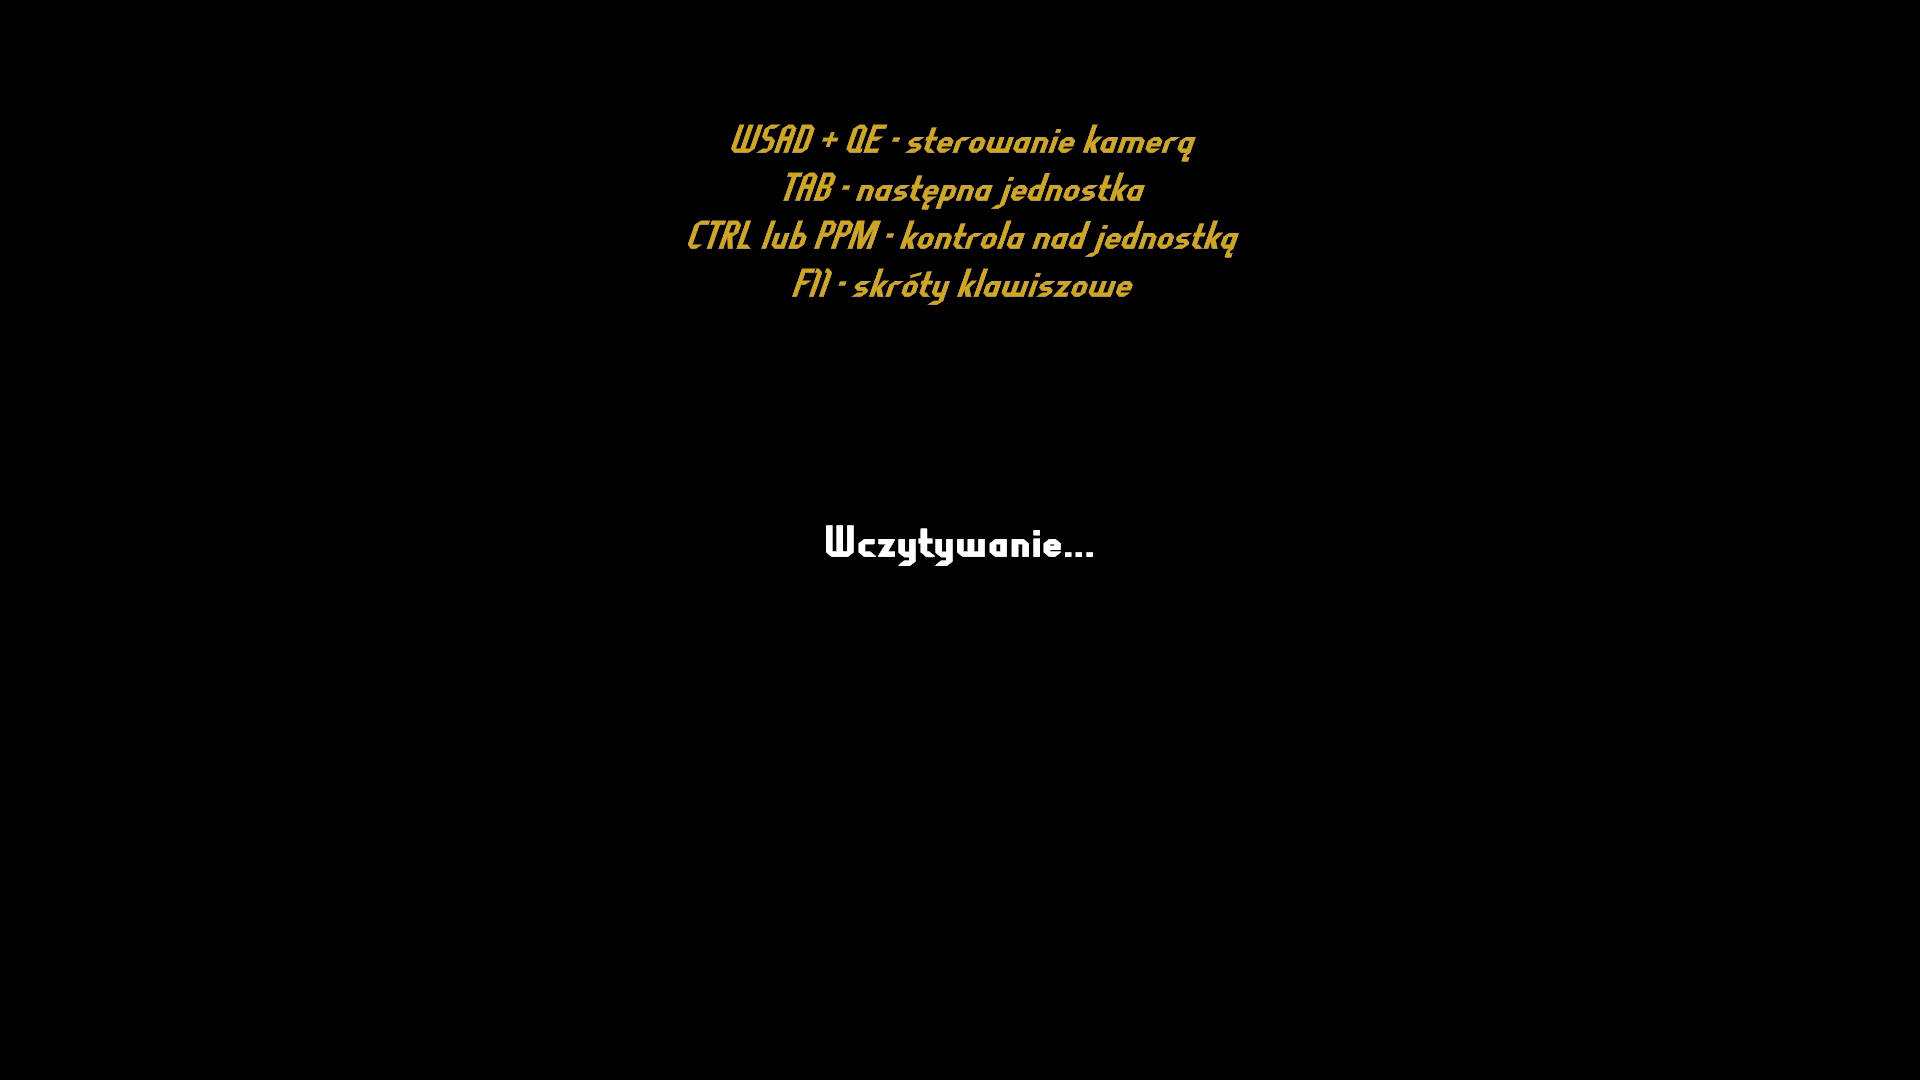 WSAD + QE - sterowanie kamerą
TAB - następna jednostka
CTRL lub PPM - kontrola nad jednostką
F11 - skróty klawiszowe
Wczytywanie...